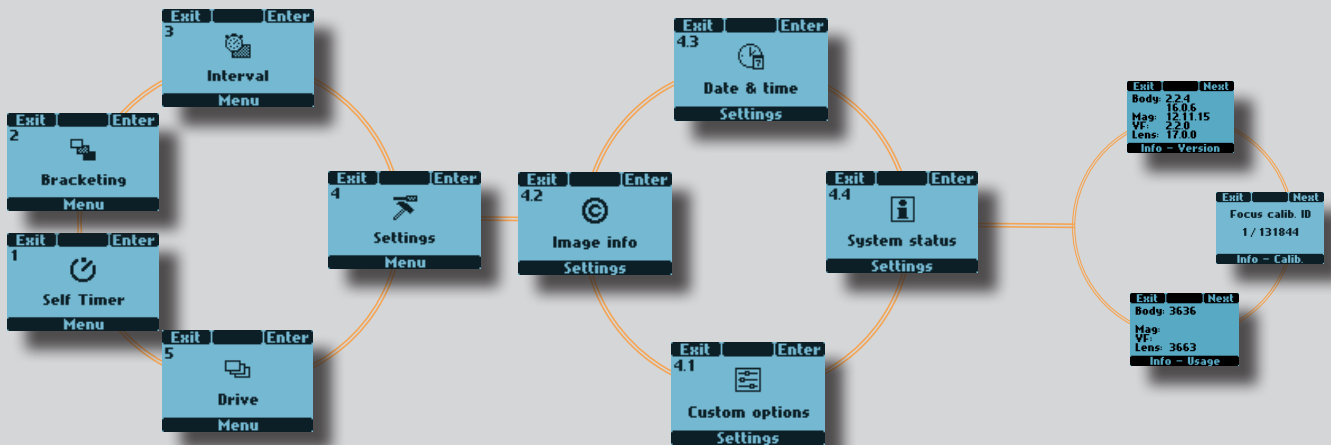 Exit Enter
3
Interval
Menu
Exit Enter
2
Bracketing
Menu
Exit Enter
1
Self Timer
Menu
Exit Enter
5
Drive
Menu
Exit Enter
4
Settings
Menu
Exit Enter
4.2
Image info
Settings
Exit Enter
4.3
Date & time
Settings
Exit Enter
4.1
Custom options
Settings
Exit Enter
4.4
System status
Settings
Exit Next
Body: 2.2.4
16.0.6
Mag: 12.11.15
VF: 2.2.0
Lens: 17.0.0
Info - Version
Exit Next
Focus calib. ID
1 / 131844
Info - Calib.
Exit Next
Body: 3636
Mag:
VF:
Lens: 3663
Info - Usage